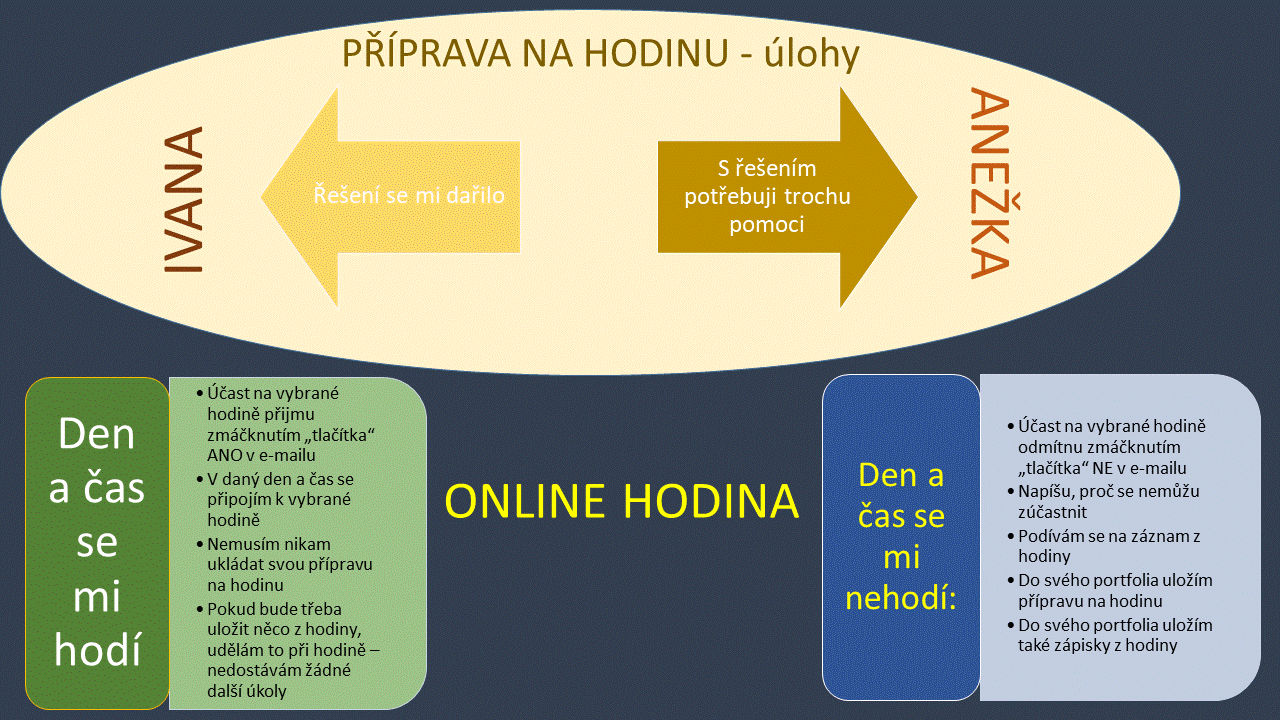 PŘÍPRAVA NA HODINU - úlohy
IVANA
Řešení se mi dařilo
S řešením
potřebuji trochu
pomoci
ANEŽKA
Den
a čas
se
mi
hodí
• Účast na vybrané
hodině přijmu
zmáčknutím „tlačítka“
ANO v e-mailu
• V daný den a čas se
připojím k vybrané
hodině
• Nemusím nikam
ukládat svou přípravu
na hodinu
• Pokud bude třeba
uložit něco z hodiny,
udělám to při hodině –
nedostávám žádné
další úkoly
ONLINE HODINA
Den a
čas se
mi
nehodí:
• Účast na vybrané hodině
odmítnu zmáčknutím
„tlačítka“ NE v e-mailu
• Napíšu, proč se nemůžu
zúčastnit
• Podívám se na záznam z
hodiny
• Do svého portfolia uložím
přípravu na hodinu
• Do svého portfolia uložím
také zápisky z hodiny